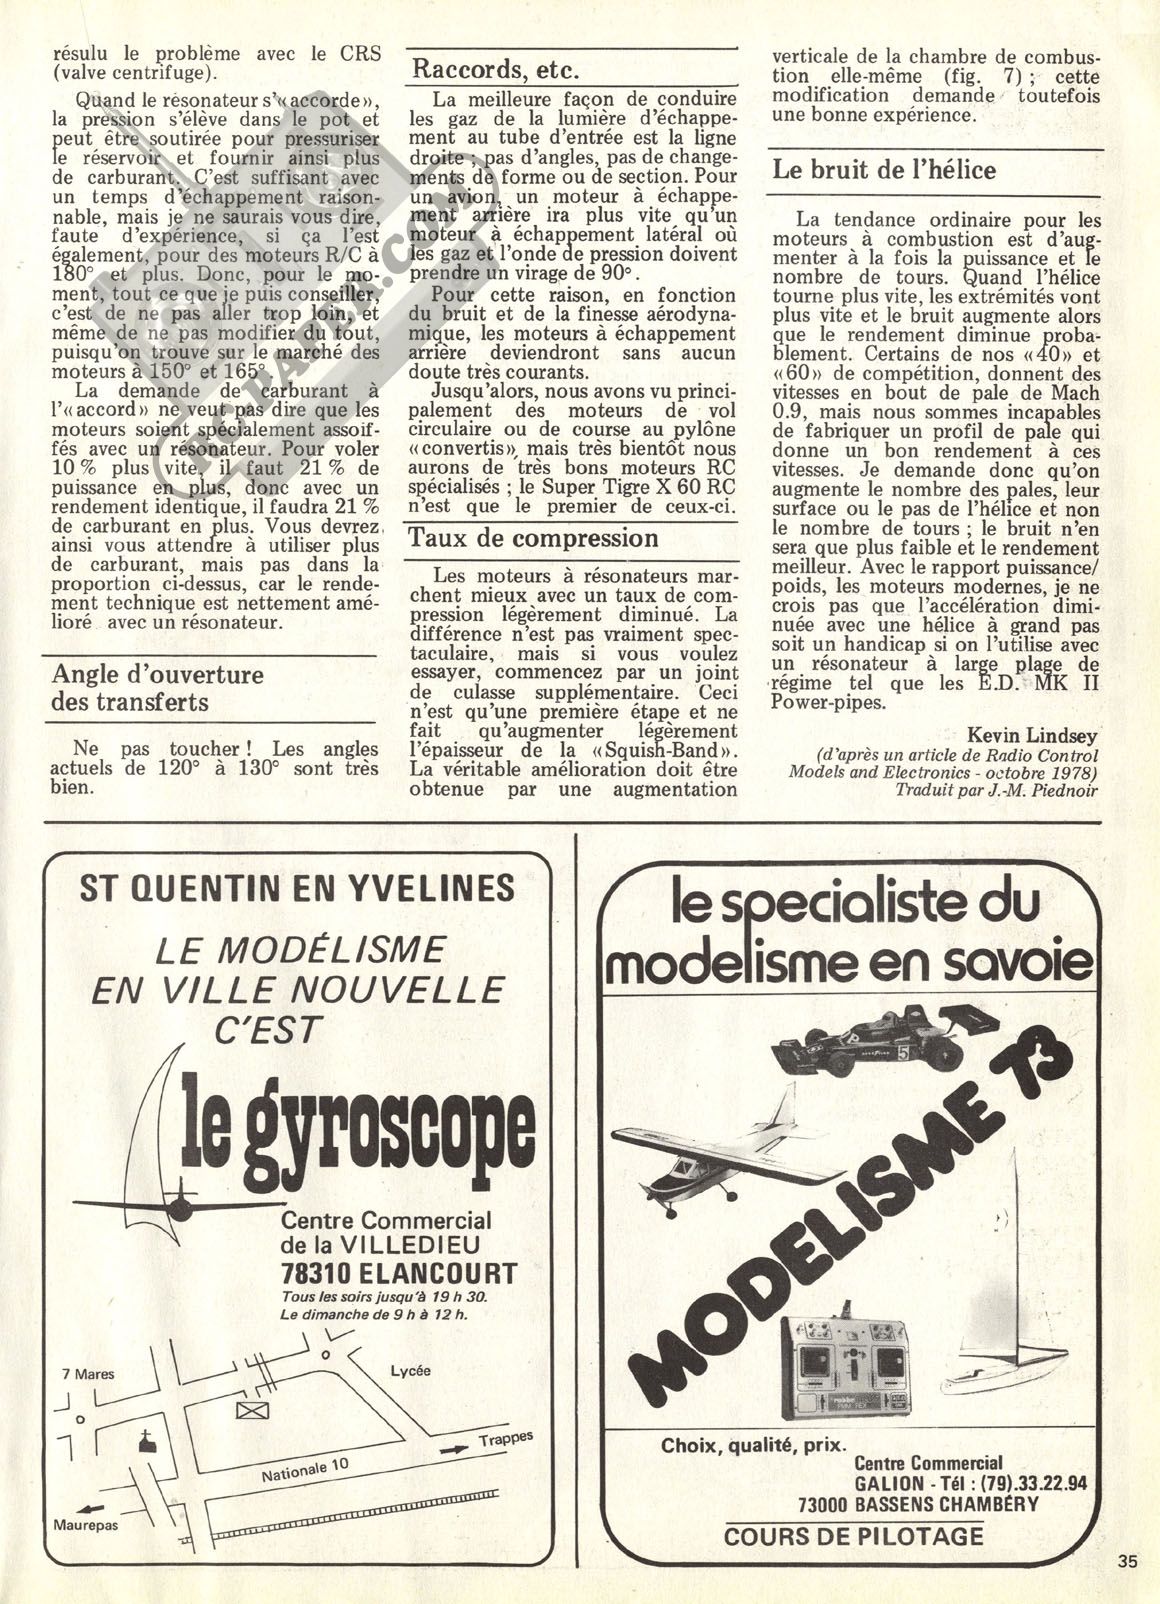 résulu le problème avec le CRS
(valve centrifuge).
Quand le résonateur s'«accorde»,
la pression s'élève dans le pot et
peut être soutirée pour pressuriser
le réservoir et fournir ainsi plus
de carburant. C'est suffisant avec
un temps d'échappement raison-
nable, mais je ne saurais vous dire,
faute d'expérience, si ça l'est
également, pour des moteurs R/C à
180° et plus. Donc, pour le mo-
ment, tout ce que je puis conseiller,
c'est de ne pas aller trop loin, et
même de ne pas modifier du tout,
puisqu'on trouve sur le marché des
moteurs à 150° et 165°.
La demande de carburant à
l'«accord» ne veut pas dire que les
moteurs soient spécialement assoif-
fés avec un résonateur. Pour voler
10 % plus vite, il faut 21 % de
puissance en plus, donc avec un
rendement identique, il faudra 21 %
de carburant en plus. Vous devrez
ainsi vous attendre à utiliser plus
de carburant, mais pas dans la
proportion ci-dessus, car le rende-
ment technique est nettement amé-
lioré avec un résonateur.
Angle d'ouverture
des transferts
Ne pas toucher ! Les angles
actuels de 120° à 130° sont très
bien.
Raccords, etc.
La meilleure façon de conduire
les gaz de la lumière d'échappe-
ment au tube d'entrée est la ligne
droite ; pas d'angles, pas de change-
ments de forme ou de section. Pour
un avion, un moteur à échappe-
ment arrière ira plus vite qu'un
moteur à échappement latéral où
les gaz et l'onde de pression doivent
prendre un virage de 90°.
Pour cette raison, en fonction
du bruit et de la finesse aérodyna-
mique, les moteurs à échappement
arrière deviendront sans aucun
doute très courants.
Jusqu'alors, nous avons vu princi-
palement des moteurs de vol
circulaire ou de course au pylône
«convertis», mais très bientôt nous
aurons de très bons moteurs RC
spécialisés ; le Super Tigre X 60 RC
n'est que le premier de ceux-ci.
Taux de compression
Les moteurs à résonateurs mar-
chent mieux avec un taux de com-
pression légèrement diminué. La
différence n'est pas vraiment spec-
taculaire, mais si vous voulez
essayer, commencez par un joint
de culasse supplémentaire. Ceci
n'est qu'une première étape et ne
fait qu'augmenter légèrement
l'épaisseur de la «Squish-Band».
La véritable amélioration doit être
obtenue par une augmentation
verticale de la chambre de combus-
tion elle-même (fig. 7) ; cette
modification demande toutefois
une bonne expérience.
Le bruit de l'hélice
La tendance ordinaire pour les
moteurs à combustion est d'aug-
menter à la fois la puissance et le
nombre de tours. Quand l'hélice
tourne plus vite, les extrémités vont
plus vite et le bruit augmente alors
que le rendement diminue proba-
blement. Certains de nos «40» et
«60» de compétition, donnent des
vitesses en bout de pale de Mach
0.9, mais nous sommes incapables
de fabriquer un profil de pale qui
donne un bon rendement à ces
vitesses. Je demande donc qu'on
augmente le nombre des pales, leur
surface ou le pas de l'hélice et non
le nombre de tours ; le bruit n'en
sera que plus faible et le rendement
meilleur. Avec le rapport puissance/
poids, les moteurs modernes, je ne
crois pas que l'accélération dimi-
nuée avec une hélice à grand pas
soit un handicap si on l'utilise avec
un résonateur à large plage de
régime tel que les E.D. MK II
Power-pipes.
Kevin Lindsey
(d'après un article de Radio Control
Models and Electronics - octobre 1978)
Traduit par J.-M. Piednoir
RC-PAPER.COM
ST QUENTIN EN YVELINES
LE MODÉLISME
EN VILLE NOUVELLE
C'EST
le gyroscope
Centre Commercial
de la VILLEDIEU
78310 ELANCOURT
Tous les soirs jusqu'à 19 h 30.
Le dimanche de 9 h à 12 h.
7 Mares
Lycée
Trappes
Nationale 10
Maurepas
le specialiste du
modelisme en savoie
5
MODELISME 73
Choix, qualité, prix.
Centre Commercial
GALION - Tél : (79).33.22.94
73000 BASSENS CHAMBÉRY
COURS DE PILOTAGE
35